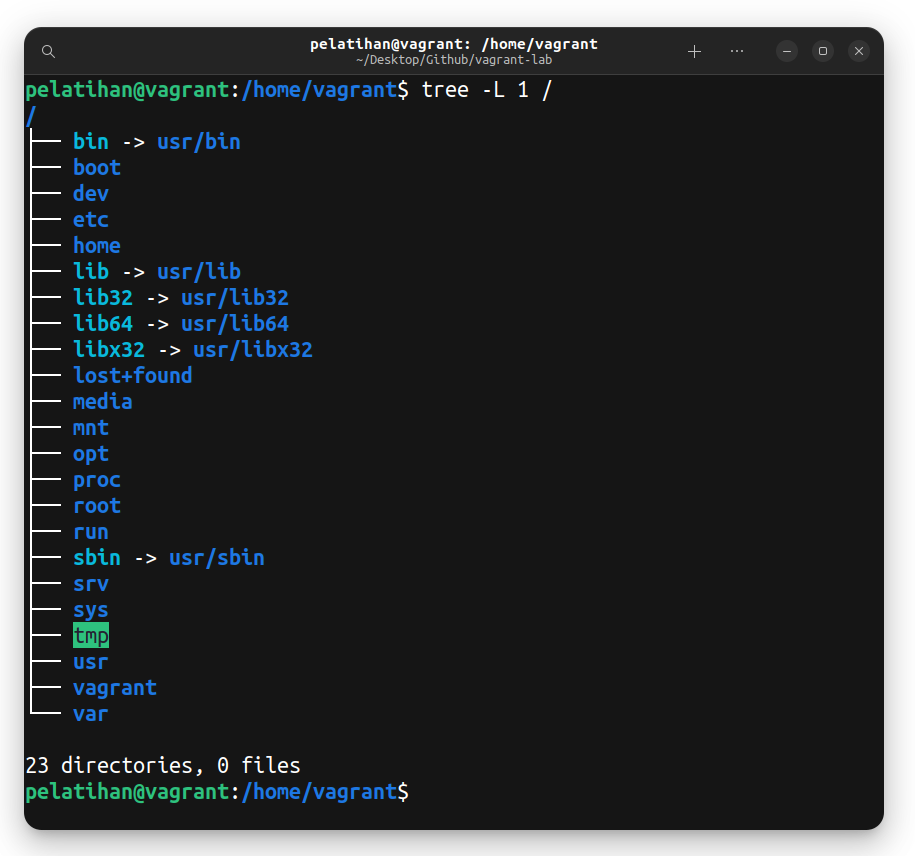 pelatihan@vagrant: /home/vagrant
~/Desktop/Github/vagrant-lab
pelatihan@vagrant:/home/vagrant$ tree -L 1 /
/
├── bin -> usr/bin
├── boot
├── dev
├── etc
├── home
├── lib -> usr/lib
├── lib32 -> usr/lib32
├── lib64 -> usr/lib64
├── libx32 -> usr/libx32
├── lost+found
├── media
├── mnt
├── opt
├── proc
├── root
├── run
├── sbin -> usr/sbin
├── srv
├── sys
├── tmp
├── usr
├── vagrant
└── var
23 directories, 0 files
pelatihan@vagrant:/home/vagrant$